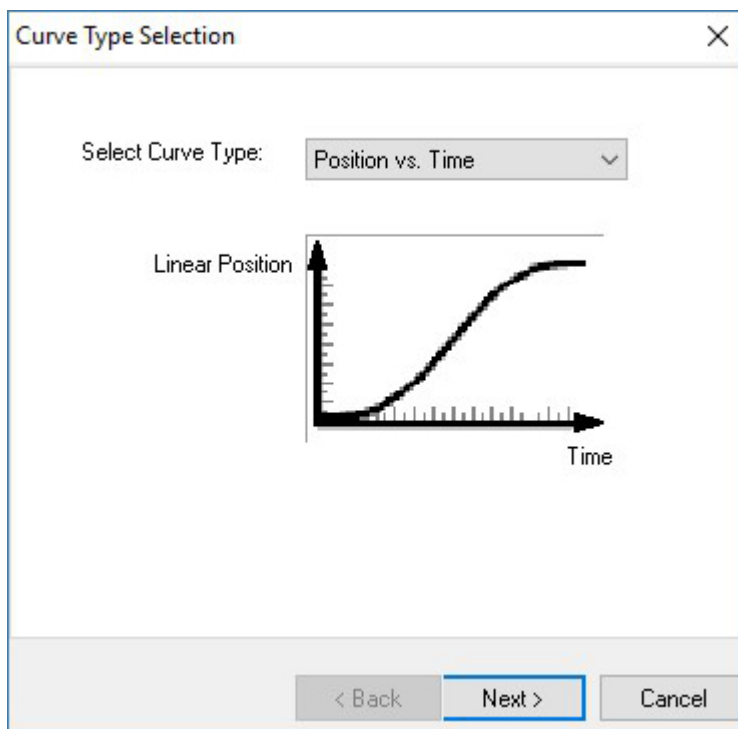 Curve Type Selection
Select Curve Type:
Position vs. Time
Linear Position
Time
< Back
Next >
Cancel